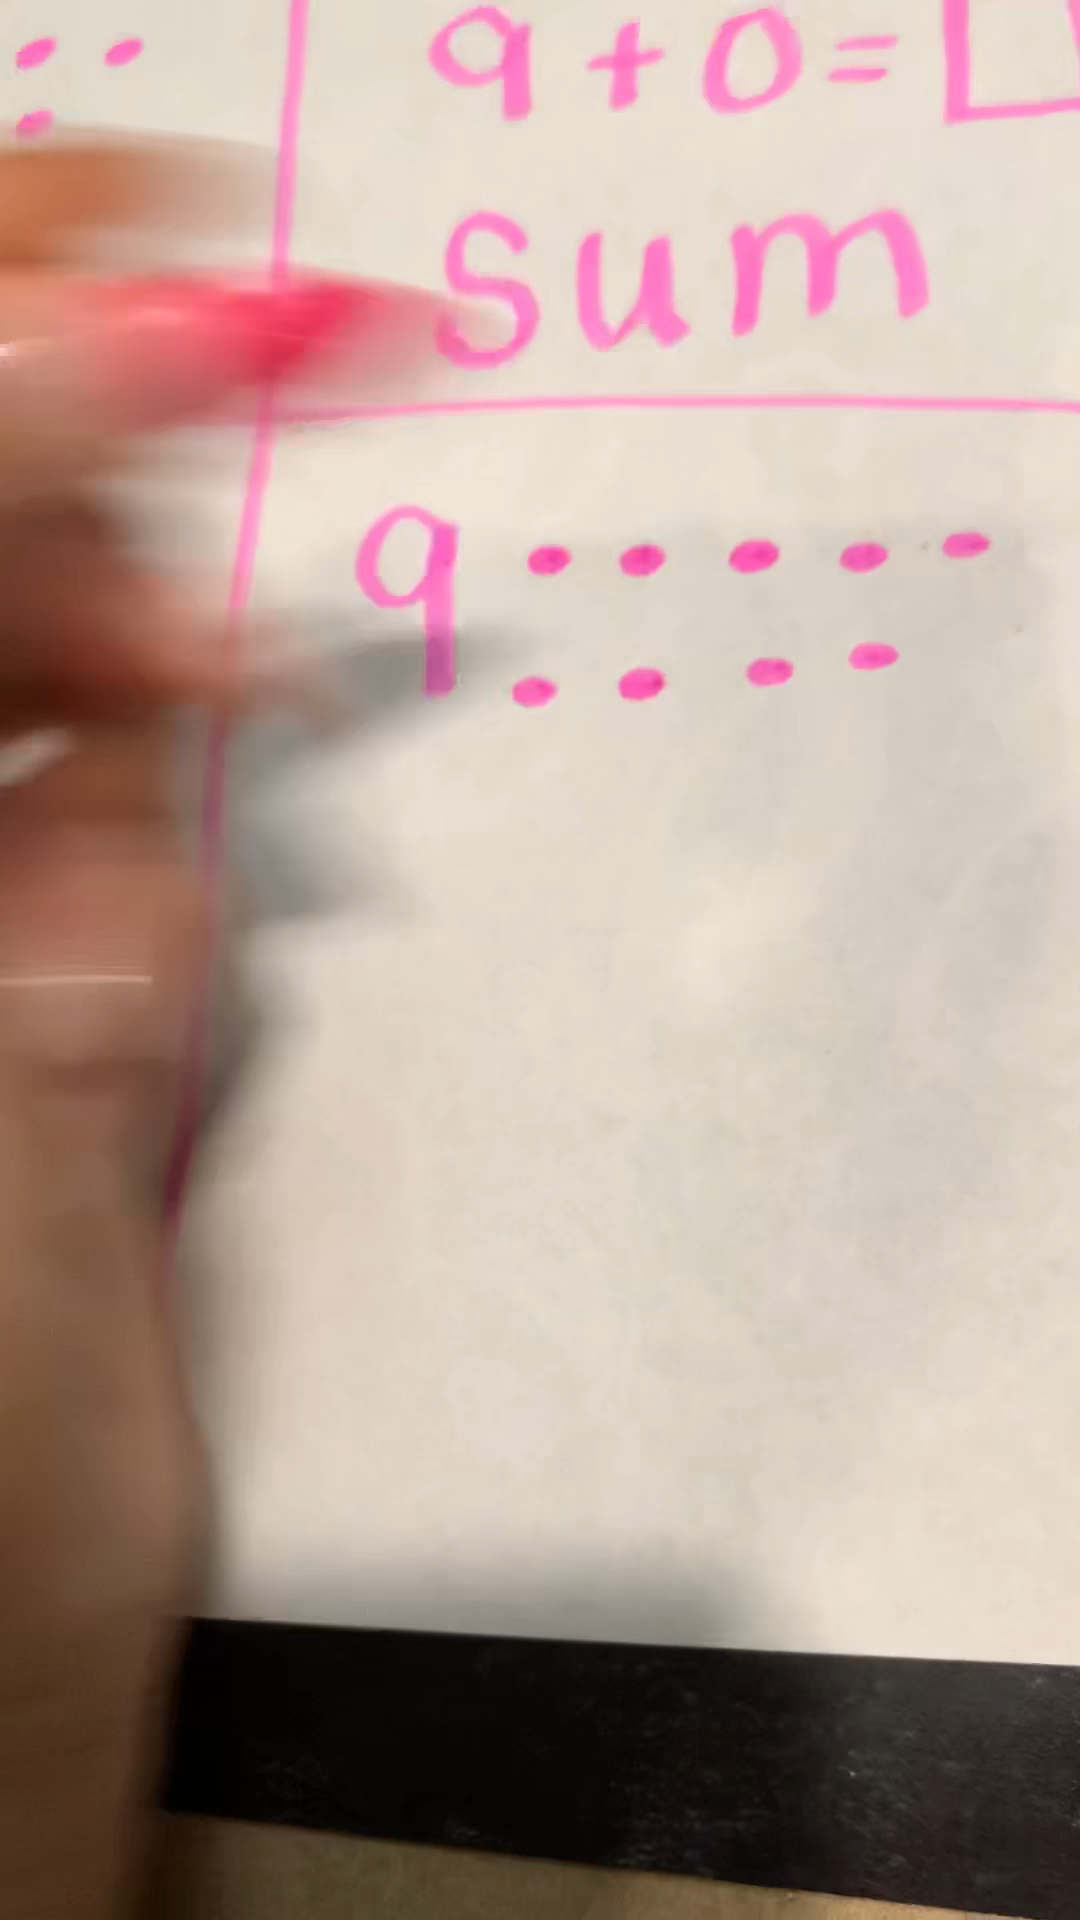 9 + 0 =
sum
9